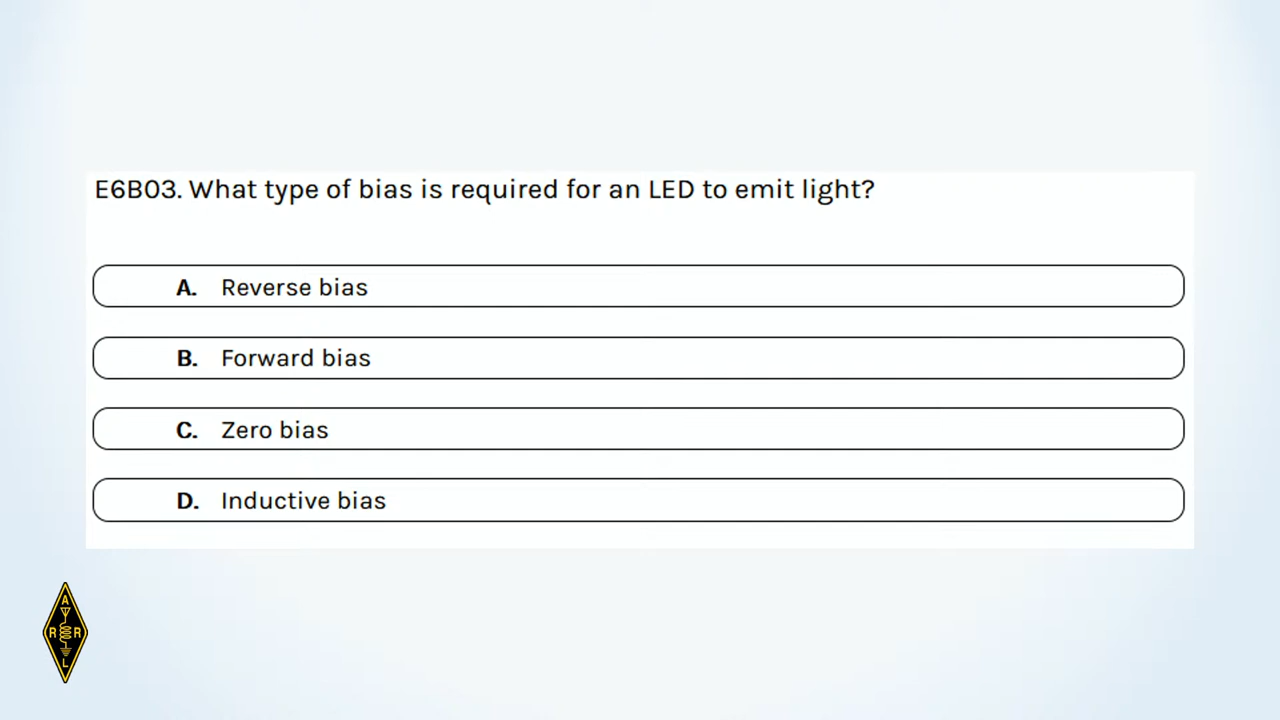 E6B03. What type of bias is required for an LED to emit light?
A. Reverse bias
B. Forward bias
C. Zero bias
D. Inductive bias
A
R R
L